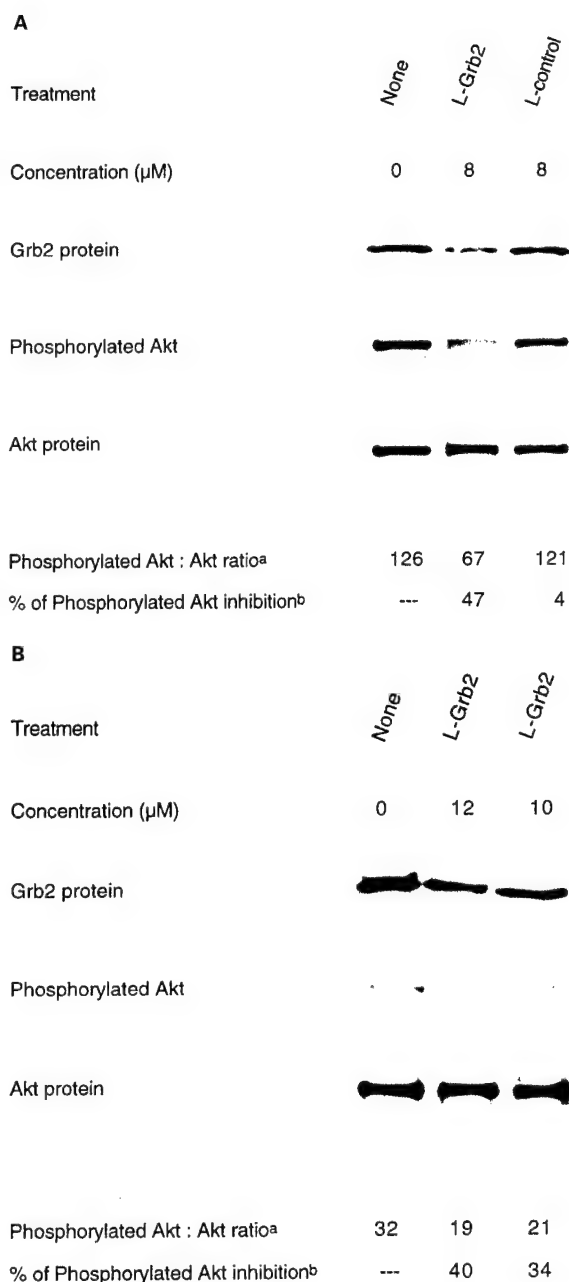 A
Treatment None L-Grb2 L-control
Concentration (µM) 0 8 8
Grb2 protein
Phosphorylated Akt
Akt protein
Phosphorylated Akt : Akt ratioa 126 67 121
% of Phosphorylated Akt inhibitionb --- 47 4
B
Treatment None L-Grb2 L-Grb2
Concentration (µM) 0 12 10
Grb2 protein
Phosphorylated Akt
Akt protein
Phosphorylated Akt : Akt ratioa 32 19 21
% of Phosphorylated Akt inhibitionb --- 40 34